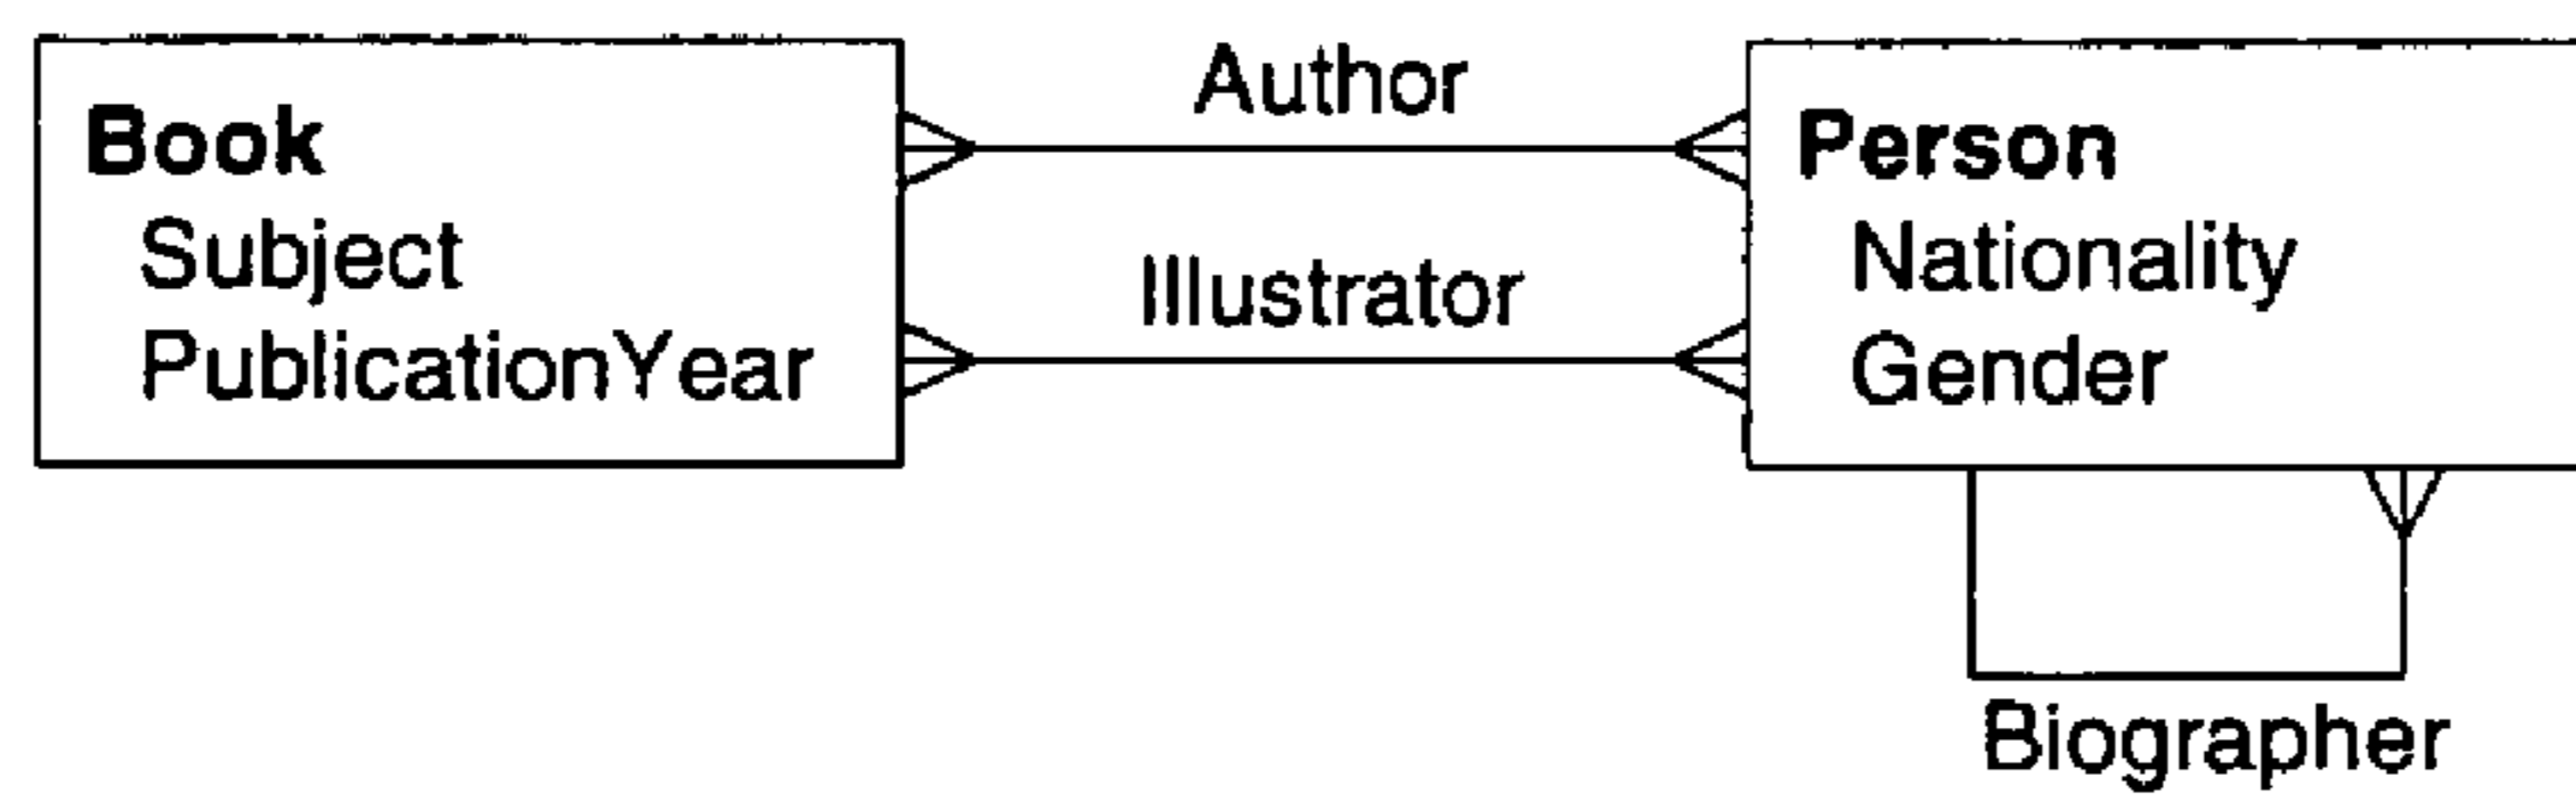 Book
Subject
PublicationYear
Author
Illustrator
Person
Nationality
Gender
Biographer